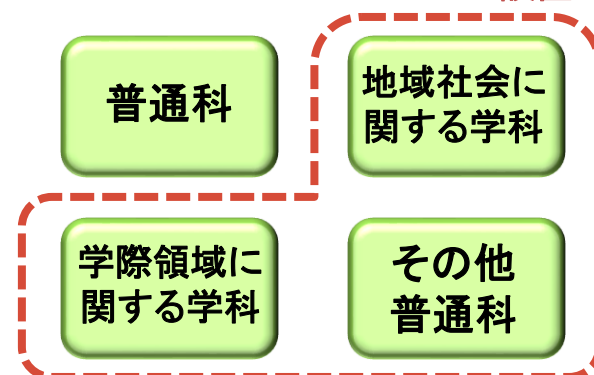 普通科
地域社会に
関する学科
学際領域に
関する学科
その他
普通科